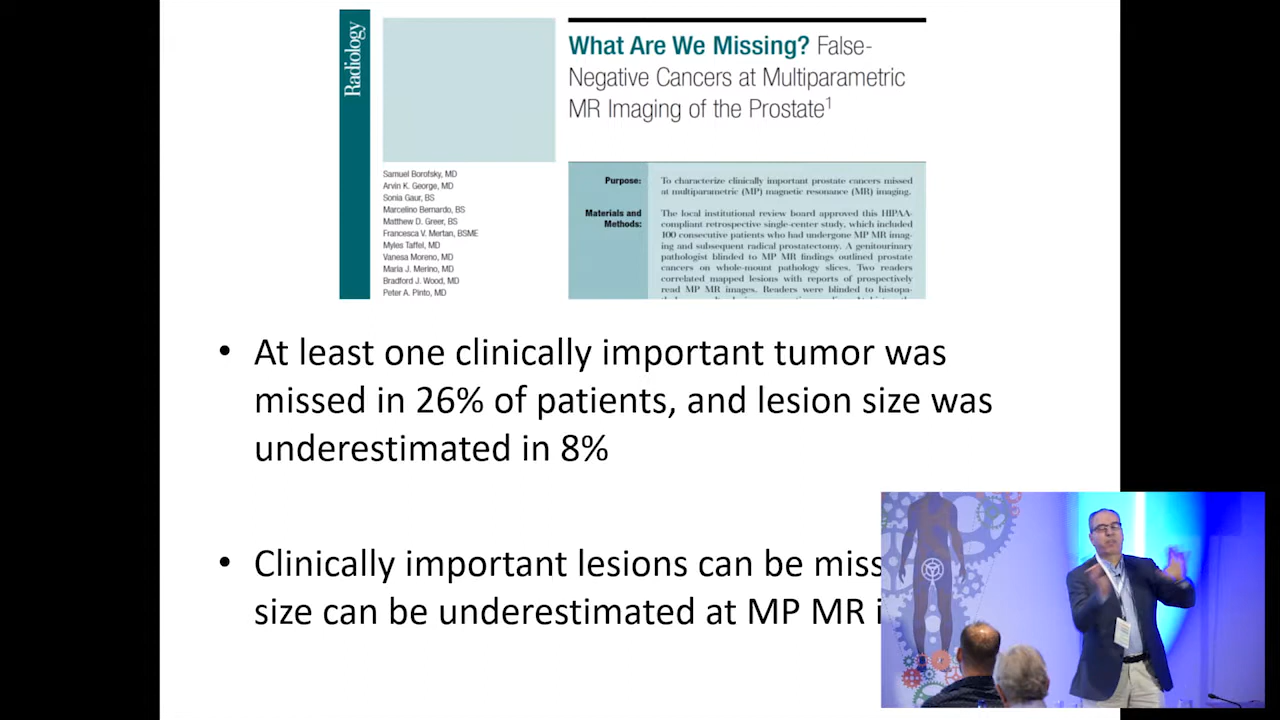 Radiology
What Are We Missing? False-
Negative Cancers at Multiparametric
MR Imaging of the Prostate1
Samuel Borofsky, MD
Arvin K. George, MD
Sonia Gaur, BS
Marcelino Bernardo, BS
Matthew D. Greer, BS
Francesca V. Mertan, BSME
Myles Taffel, MD
Vanesa Moreno, MD
Maria J. Merino, MD
Bradford J. Wood, MD
Peter A. Pinto, MD
Purpose:
To characterize clinically important prostate cancers missed
at multiparametric (MP) magnetic resonance (MR) imaging.
Materials and
Methods:
The local institutional review board approved this HIPAA-
compliant retrospective single-center study, which included
100 consecutive patients who had undergone MP MR imag-
ing and subsequent radical prostatectomy. A genitourinary
pathologist blinded to MP MR findings outlined prostate
cancers on whole-mount pathology slices. Two readers
correlated mapped lesions with reports of prospectively
read MP MR images. Readers were blinded to histopa-
• At least one clinically important tumor was
missed in 26% of patients, and lesion size was
underestimated in 8%
• Clinically important lesions can be miss
size can be underestimated at MP MR i